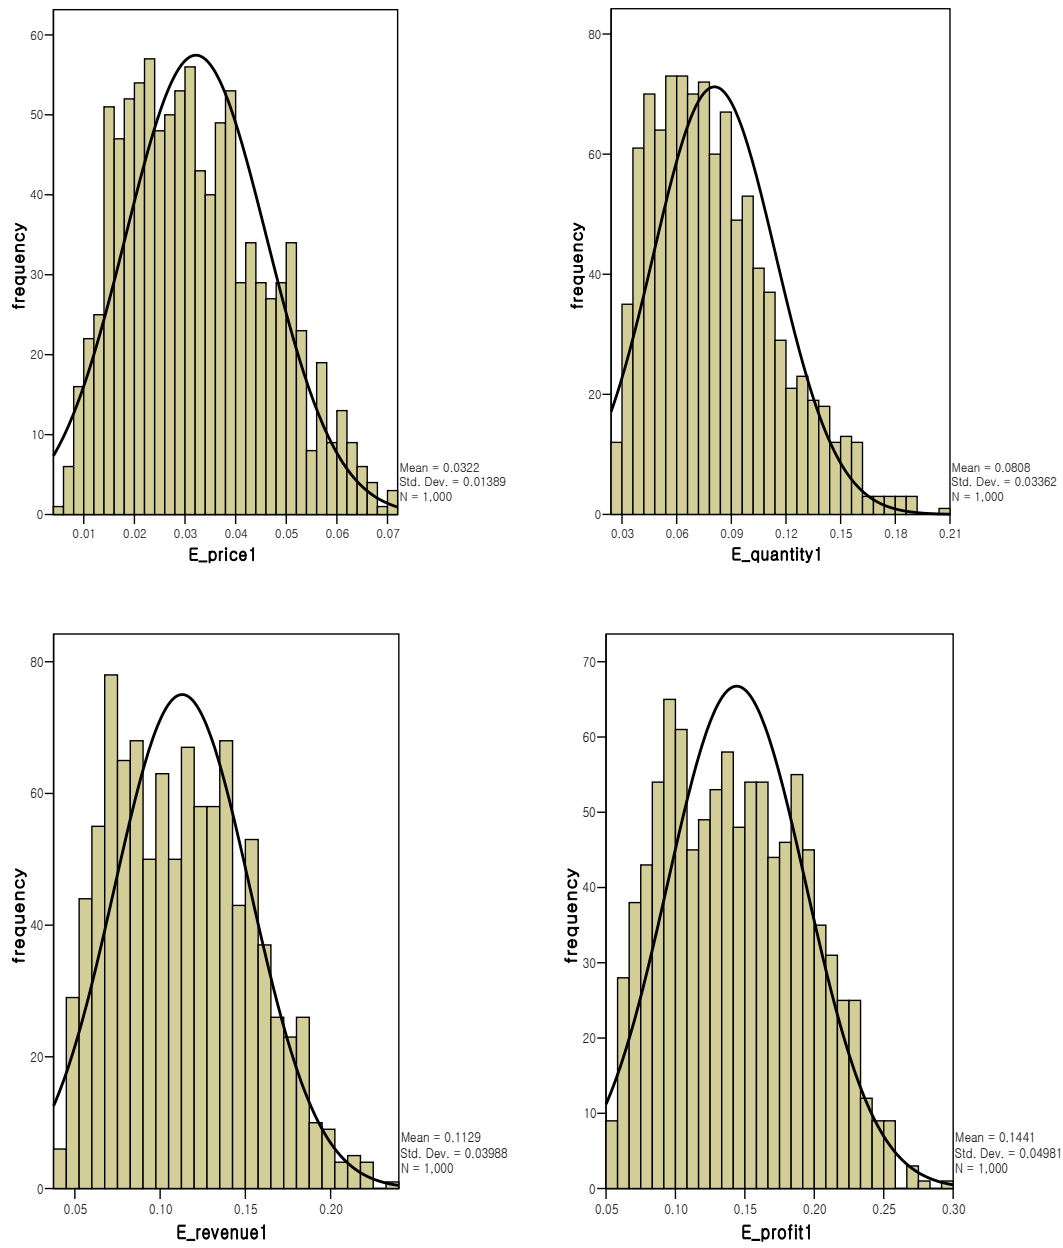 60
50
40
30
20
10
0
frequency
0.01 0.02 0.03 0.04 0.05 0.06 0.07
E_price1
Mean = 0.0322
Std. Dev. = 0.01389
N = 1,000
80
60
40
20
0
frequency
0.03 0.06 0.09 0.12 0.15 0.18 0.21
E_quantity1
Mean = 0.0808
Std. Dev. = 0.03362
N = 1,000
80
60
40
20
0
frequency
0.05 0.10 0.15 0.20
E_revenue1
Mean = 0.1129
Std. Dev. = 0.03988
N = 1,000
70
60
50
40
30
20
10
0
frequency
0.05 0.10 0.15 0.20 0.25 0.30
E_profit1
Mean = 0.1441
Std. Dev. = 0.04981
N = 1,000